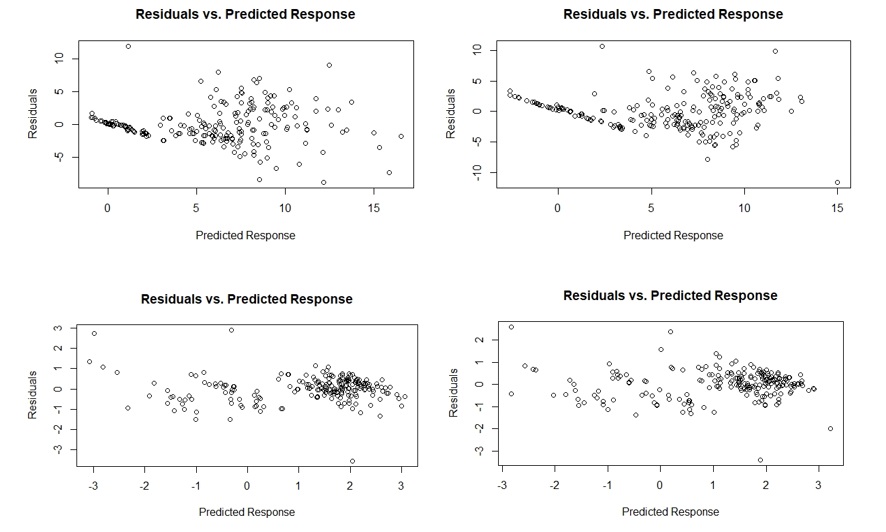 Residuals vs. Predicted Response
Residuals
10
5
0
-5
0 5 10 15
Predicted Response
Residuals vs. Predicted Response
Residuals
10
5
0
-5
-10
0 5 10 15
Predicted Response
Residuals vs. Predicted Response
Residuals
3
2
1
0
-1
-3
-3 -2 -1 0 1 2 3
Predicted Response
Residuals vs. Predicted Response
Residuals
2
1
0
-1
-2
-3
-3 -2 -1 0 1 2 3
Predicted Response